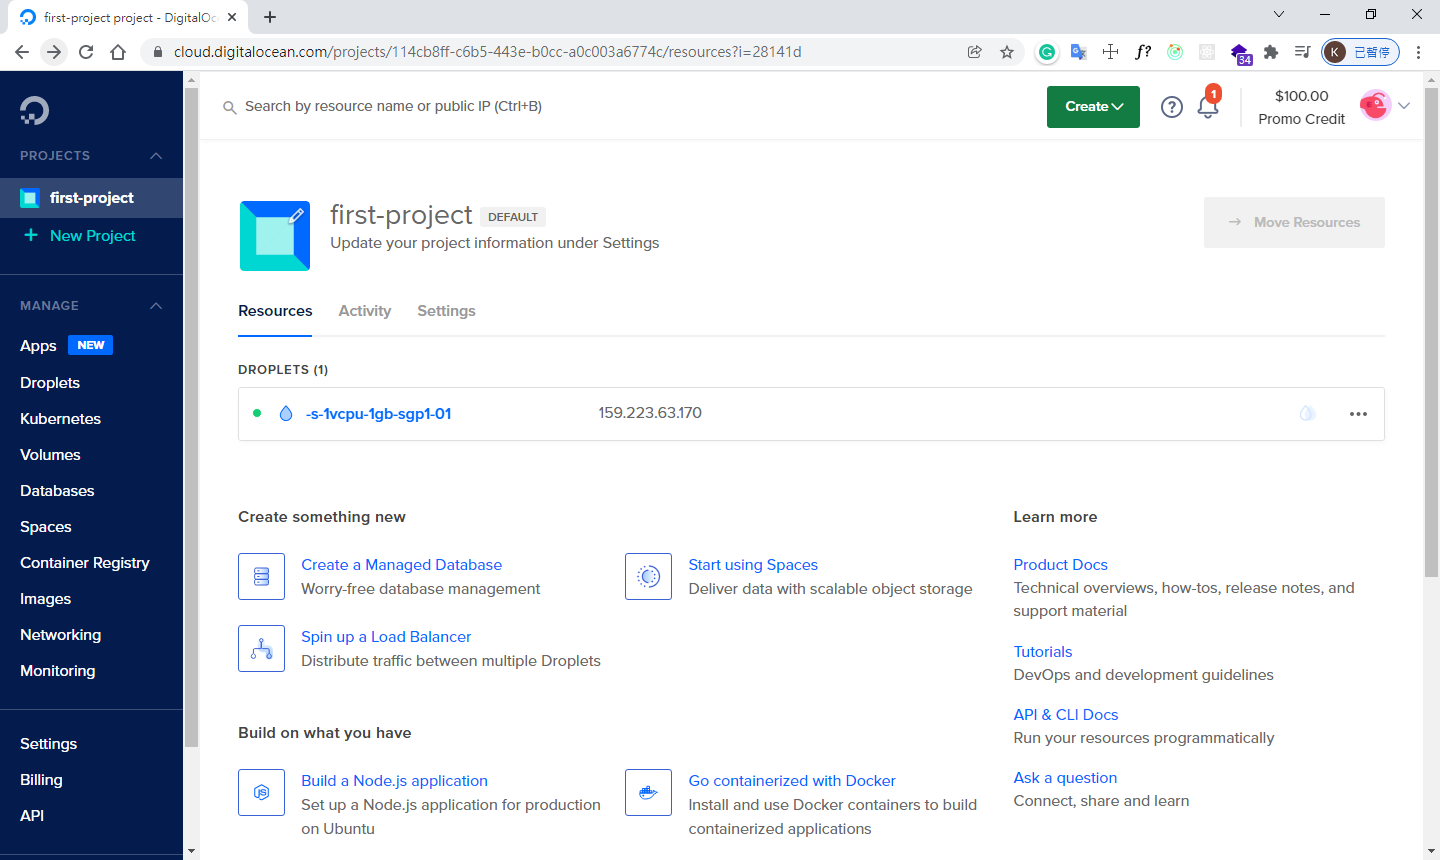 first-project project - DigitalOc
cloud.digitalocean.com/projects/114cb8ff-c6b5-443e-b0cc-a0c003a6774c/resources?i=28141d
f?
34
K
已暫停
PROJECTS
first-project
+ New Project
MANAGE
Apps NEW
Droplets
Kubernetes
Volumes
Databases
Spaces
Container Registry
Images
Networking
Monitoring
Settings
Billing
API
Search by resource name or public IP (Ctrl+B)
Create
?
1
$100.00
Promo Credit
first-project DEFAULT
Update your project information under Settings
→ Move Resources
Resources Activity Settings
DROPLETS (1)
-s-1vcpu-1gb-sgp1-01 159.223.63.170
Create something new
Create a Managed Database
Worry-free database management
Start using Spaces
Deliver data with scalable object storage
Spin up a Load Balancer
Distribute traffic between multiple Droplets
Build on what you have
Build a Node.js application
Set up a Node.js application for production
on Ubuntu
Go containerized with Docker
Install and use Docker containers to build
containerized applications
Learn more
Product Docs
Technical overviews, how-tos, release notes, and
support material
Tutorials
DevOps and development guidelines
API & CLI Docs
Run your resources programmatically
Ask a question
Connect, share and learn